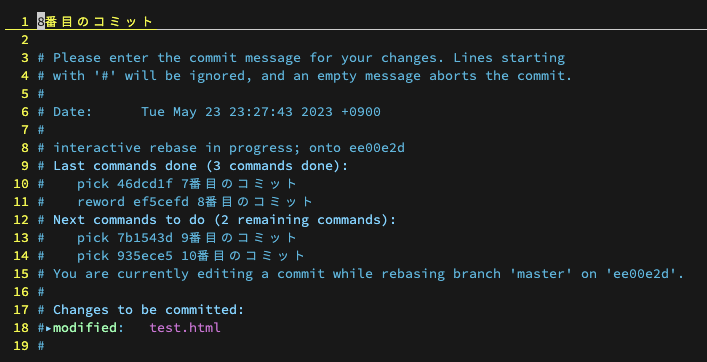 1 8番目のコミット
2
3 # Please enter the commit message for your changes. Lines starting
4 # with '#' will be ignored, and an empty message aborts the commit.
5 #
6 # Date:      Tue May 23 23:27:43 2023 +0900
7 #
8 # interactive rebase in progress; onto ee00e2d
9 # Last commands done (3 commands done):
10 #    pick 46dcd1f 7番目のコミット
11 #    reword ef5cefd 8番目のコミット
12 # Next commands to do (2 remaining commands):
13 #    pick 7b1543d 9番目のコミット
14 #    pick 935ece5 10番目のコミット
15 # You are currently editing a commit while rebasing branch 'master' on 'ee00e2d'.
16 #
17 # Changes to be committed:
18 #▸modified:   test.html
19 #